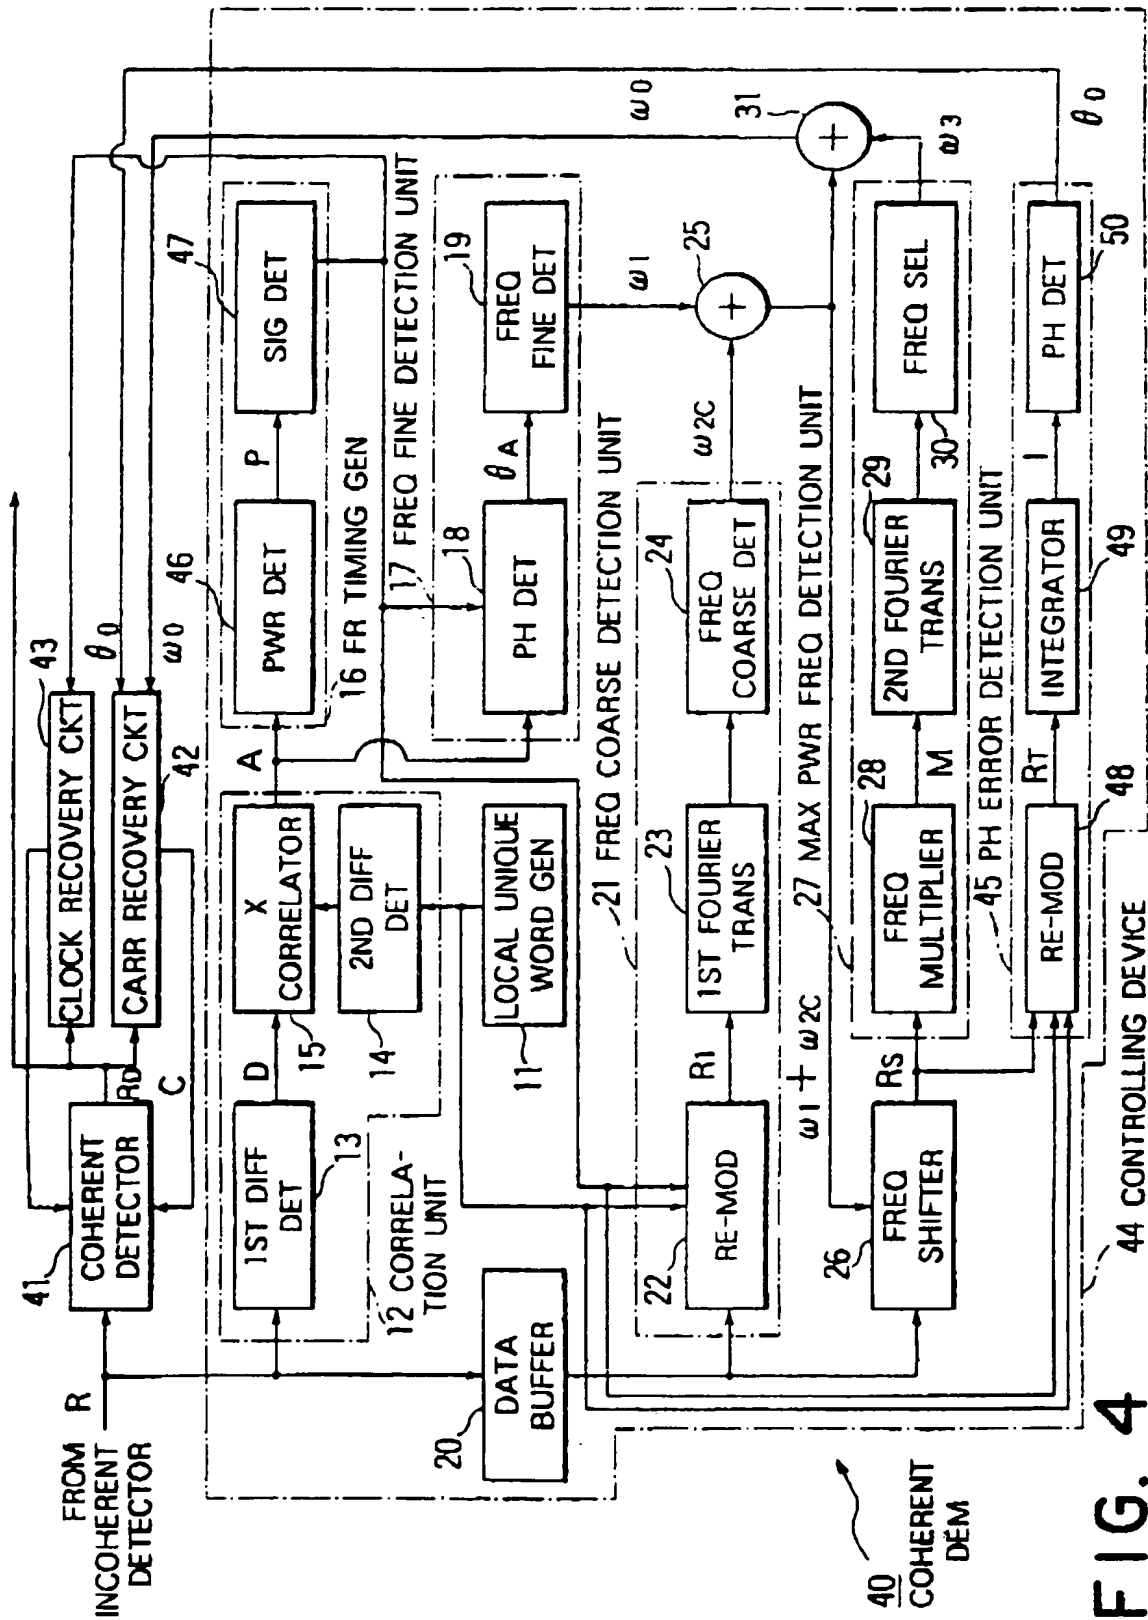 FROM
INCOHERENT
DETECTOR
R
41
COHERENT
DETECTOR
RD
C
43
CLOCK RECOVERY CKT
CARR RECOVERY CKT
42
θ0
ω0
12 CORRELA-
TION UNIT
1ST DIFF
DET
13
D
X
CORRELATOR
15
A
2ND DIFF
DET
14
LOCAL UNIQUE
WORD GEN
11
46
PWR DET
P
47
SIG DET
16 FR TIMING GEN
17 FREQ FINE DETECTION UNIT
18
PH DET
θA
19
FREQ
FINE DET
ω1
ω0
20
DATA
BUFFER
21 FREQ COARSE DETECTION UNIT
22
RE-MOD
R1
23
1ST FOURIER
TRANS
24
FREQ
COARSE DET
ω2C
25
+
31
+
ω3
ω1 + ω2C
26
FREQ
SHIFTER
RS
27 MAX PWR FREQ DETECTION UNIT
28
FREQ
MULTIPLIER
M
29
2ND FOURIER
TRANS
FREQ SEL
30
45 PH ERROR DETECTION UNIT
RE-MOD
48
RT
INTEGRATOR
49
I
PH DET
50
θ0
44 CONTROLLING DEVICE
40
COHERENT
DEM
FIG. 4